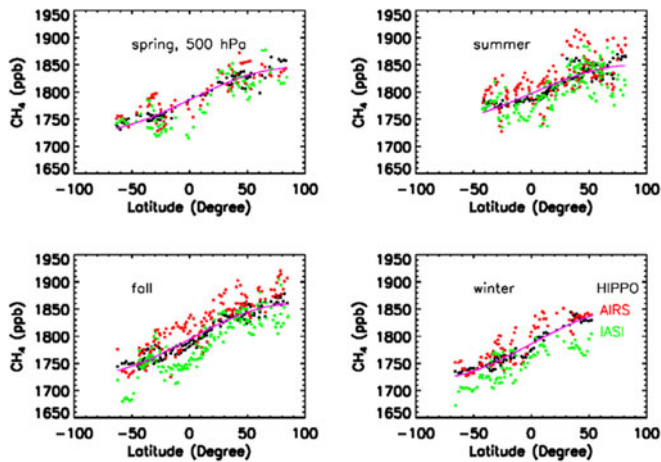 spring, 500 hPa
CH4 (ppb)
1950
1900
1850
1800
1750
1700
1650
-100 -50 0 50 100
Latitude (Degree)
summer
CH4 (ppb)
1950
1900
1850
1800
1750
1700
1650
-100 -50 0 50 100
Latitude (Degree)
fall
CH4 (ppb)
1950
1900
1850
1800
1750
1700
1650
-100 -50 0 50 100
Latitude (Degree)
winter
HIPPO
AIRS
IASI
CH4 (ppb)
1950
1900
1850
1800
1750
1700
1650
-100 -50 0 50 100
Latitude (Degree)